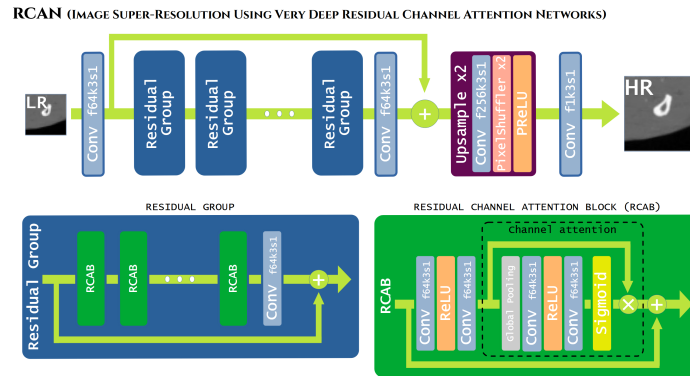 RCAN (Image Super-Resolution Using Very Deep Residual Channel Attention Networks)
LR
Conv f64k3s1
Residual
Group
Residual
Group
Residual
Group
Conv f64k3s1
Upsample x2
Conv f256k3s1
PixelShuffler x2
PReLU
Conv f1k3s1
HR
RESIDUAL GROUP
Residual Group
RCAB
RCAB
RCAB
Conv f64k3s1
RESIDUAL CHANNEL ATTENTION BLOCK (RCAB)
Channel attention
RCAB
Conv f64k3s1
ReLU
Conv f64k3s1
Global Pooling
Conv f64k3s1
ReLU
Conv f64k3s1
Sigmoid